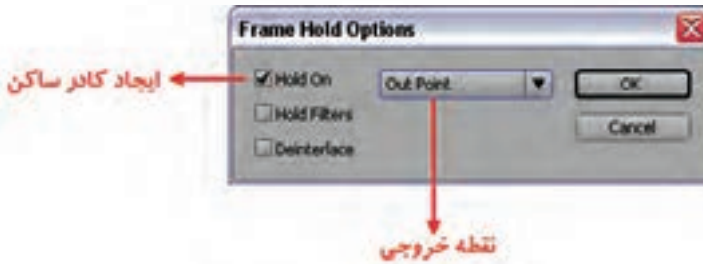 Frame Hold Options
ایجاد کادر ساکن
Hold On
Out Point
OK
Hold Filters
Cancel
Deinterlace
نقطه خروجی